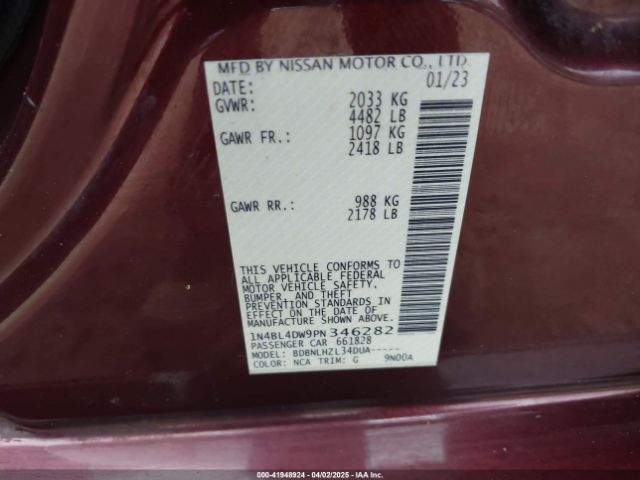 MFD BY NISSAN MOTOR CO., LTD.
DATE: 01/23
GVWR: 2033 KG
4482 LB
GAWR FR.: 1097 KG
2418 LB
GAWR RR.: 988 KG
2178 LB
THIS VEHICLE CONFORMS TO
ALL APPLICABLE FEDERAL
MOTOR VEHICLE SAFETY,
BUMPER, AND THEFT
PREVENTION STANDARDS IN
EFFECT ON THE DATE OF
MANUFACTURE SHOWN ABOVE.
1N4BL4DW9PN346282
PASSENGER CAR 661828
MODEL: BDBNLHZL34DUA-----
COLOR: NCA TRIM: G 9N00A
000-41948924 | 04/02/2025 | IAAI.COM